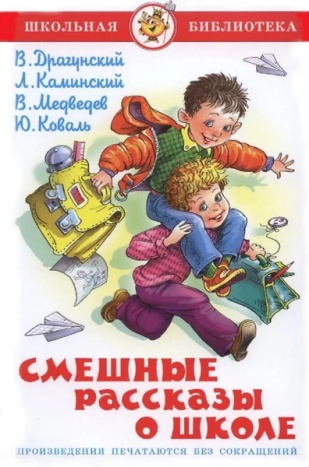 ШКОЛЬНАЯ БИБЛИОТЕКА
В. Драгунский
Л. Каминский
В. Медведев
Ю. Коваль
СМЕШНЫЕ
РАССКАЗЫ
О ШКОЛЕ
ПРОИЗВЕДЕНИЯ ПЕЧАТАЮТСЯ БЕЗ СОКРАЩЕНИЙ